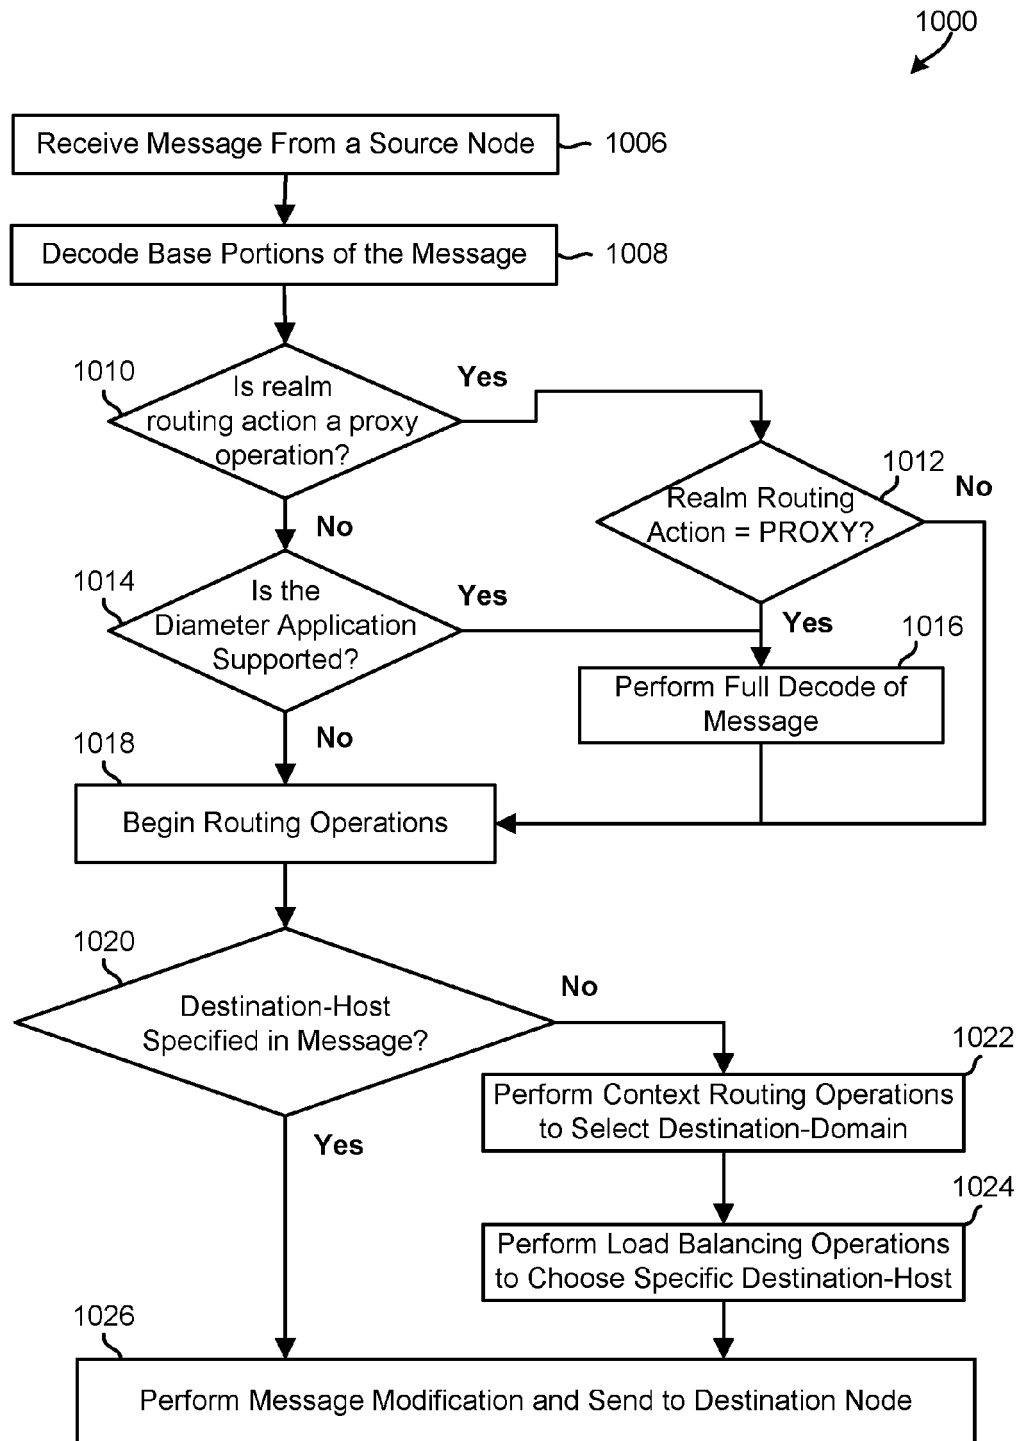 1000
Receive Message From a Source Node
1006
Decode Base Portions of the Message
1008
1010
Is realm
routing action a proxy
operation?
Yes
No
1012
Realm Routing
Action = PROXY?
No
Yes
1014
Is the
Diameter Application
Supported?
Yes
No
1016
Perform Full Decode of
Message
1018
Begin Routing Operations
1020
Destination-Host
Specified in Message?
No
Yes
1022
Perform Context Routing Operations
to Select Destination-Domain
1024
Perform Load Balancing Operations
to Choose Specific Destination-Host
1026
Perform Message Modification and Send to Destination Node